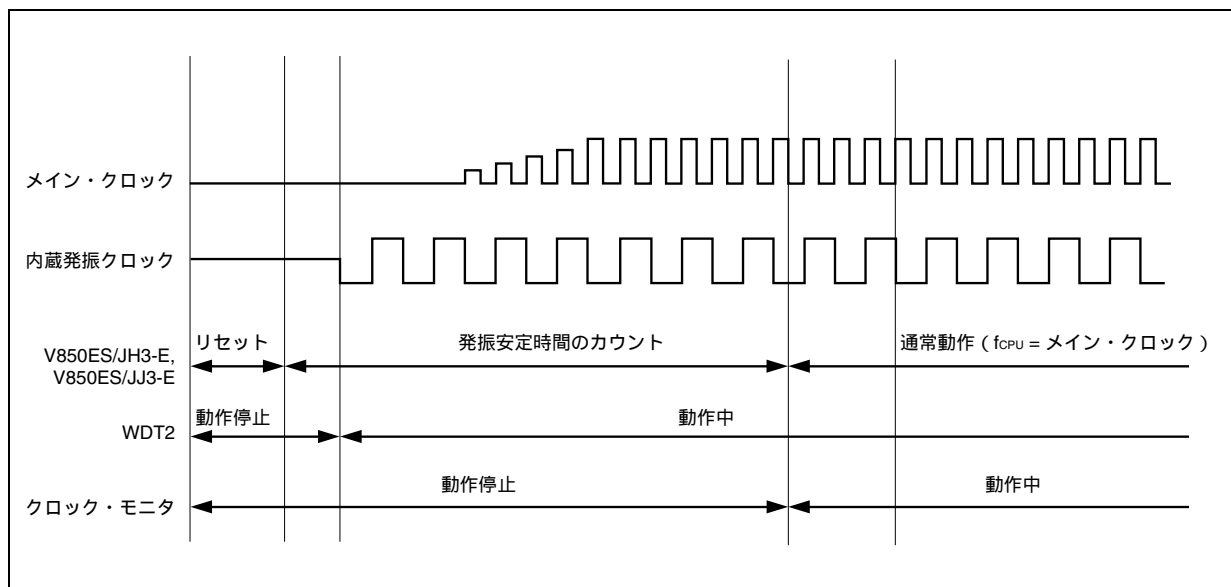 メイン・クロック
内蔵発振クロック
リセット
発振安定時間のカウント
通常動作（fCPU = メイン・クロック）
V850ES/JH3-E,
V850ES/JJ3-E
動作停止
動作中
WDT2
動作停止
動作中
クロック・モニタ